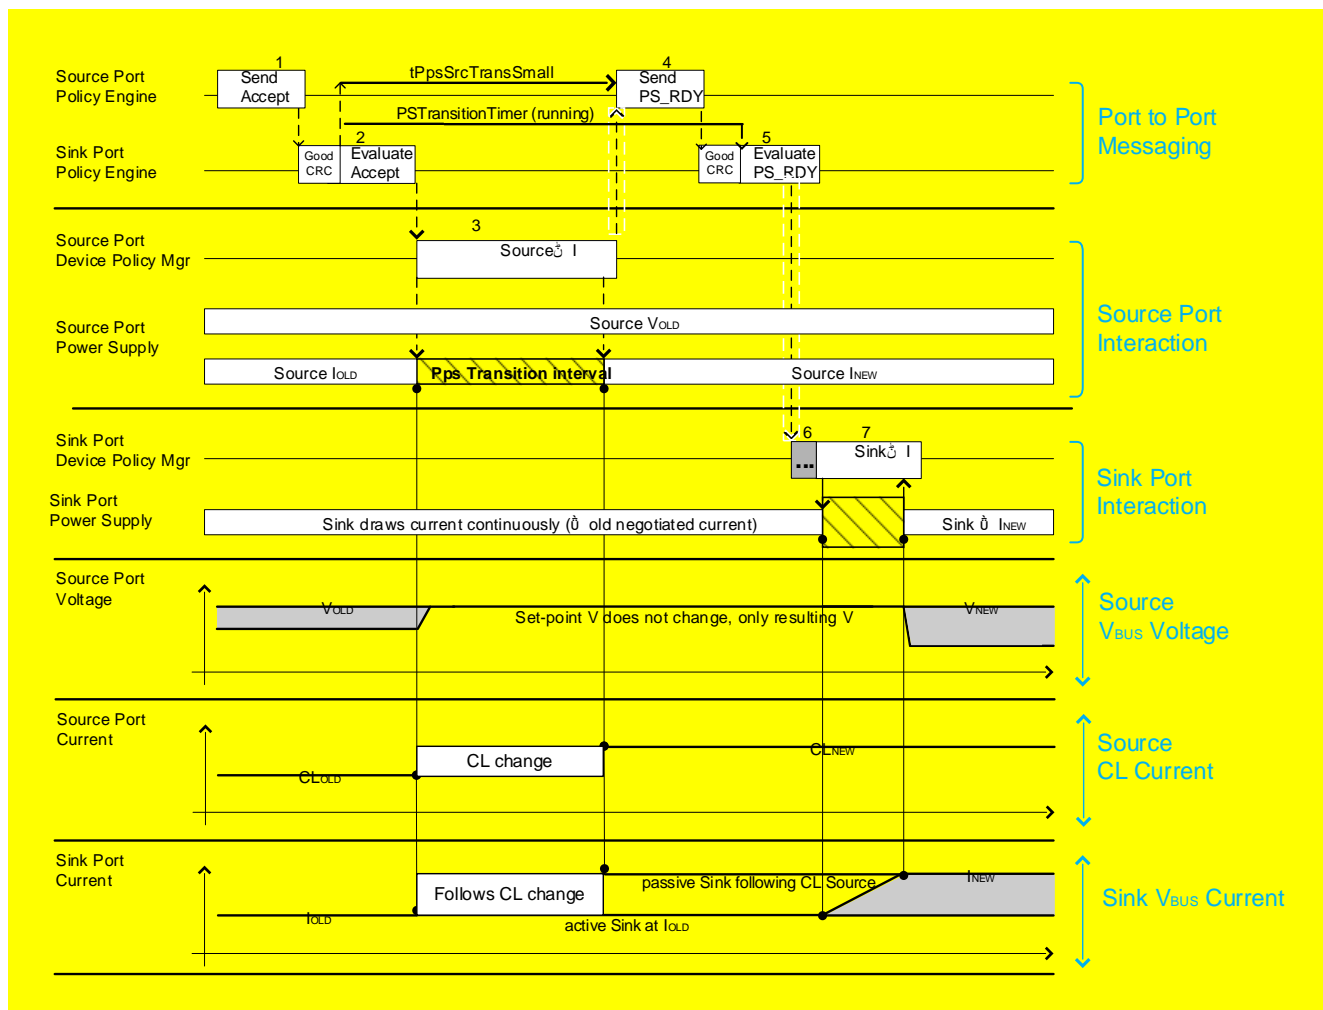 1
4
Source Port
Policy Engine
Send
Accept
tPpsSrcTransSmall
Send
PS_RDY
PSTransitionTimer (running)
Port to Port
Messaging
2
5
Sink Port
Policy Engine
Good
CRC
Evaluate
Accept
Good
CRC
Evaluate
PS_RDY
3
Source Port
Device Policy Mgr
Source I
Source Port
Interaction
Source Port
Power Supply
Source VOLD
Source IOLD
Pps Transition interval
Source INEW
6
7
Sink Port
Device Policy Mgr
...
Sink I
Sink Port
Interaction
Sink Port
Power Supply
Sink draws current continuously ( old negotiated current)
Sink INEW
Source Port
Voltage
VOLD
Set-point V does not change, only resulting V
VNEW
Source
VBUS Voltage
Source Port
Current
CLOLD
CL change
CLNEW
Source
CL Current
Sink Port
Current
IOLD
Follows CL change
passive Sink following CL Source
active Sink at IOLD
INEW
Sink VBUS Current